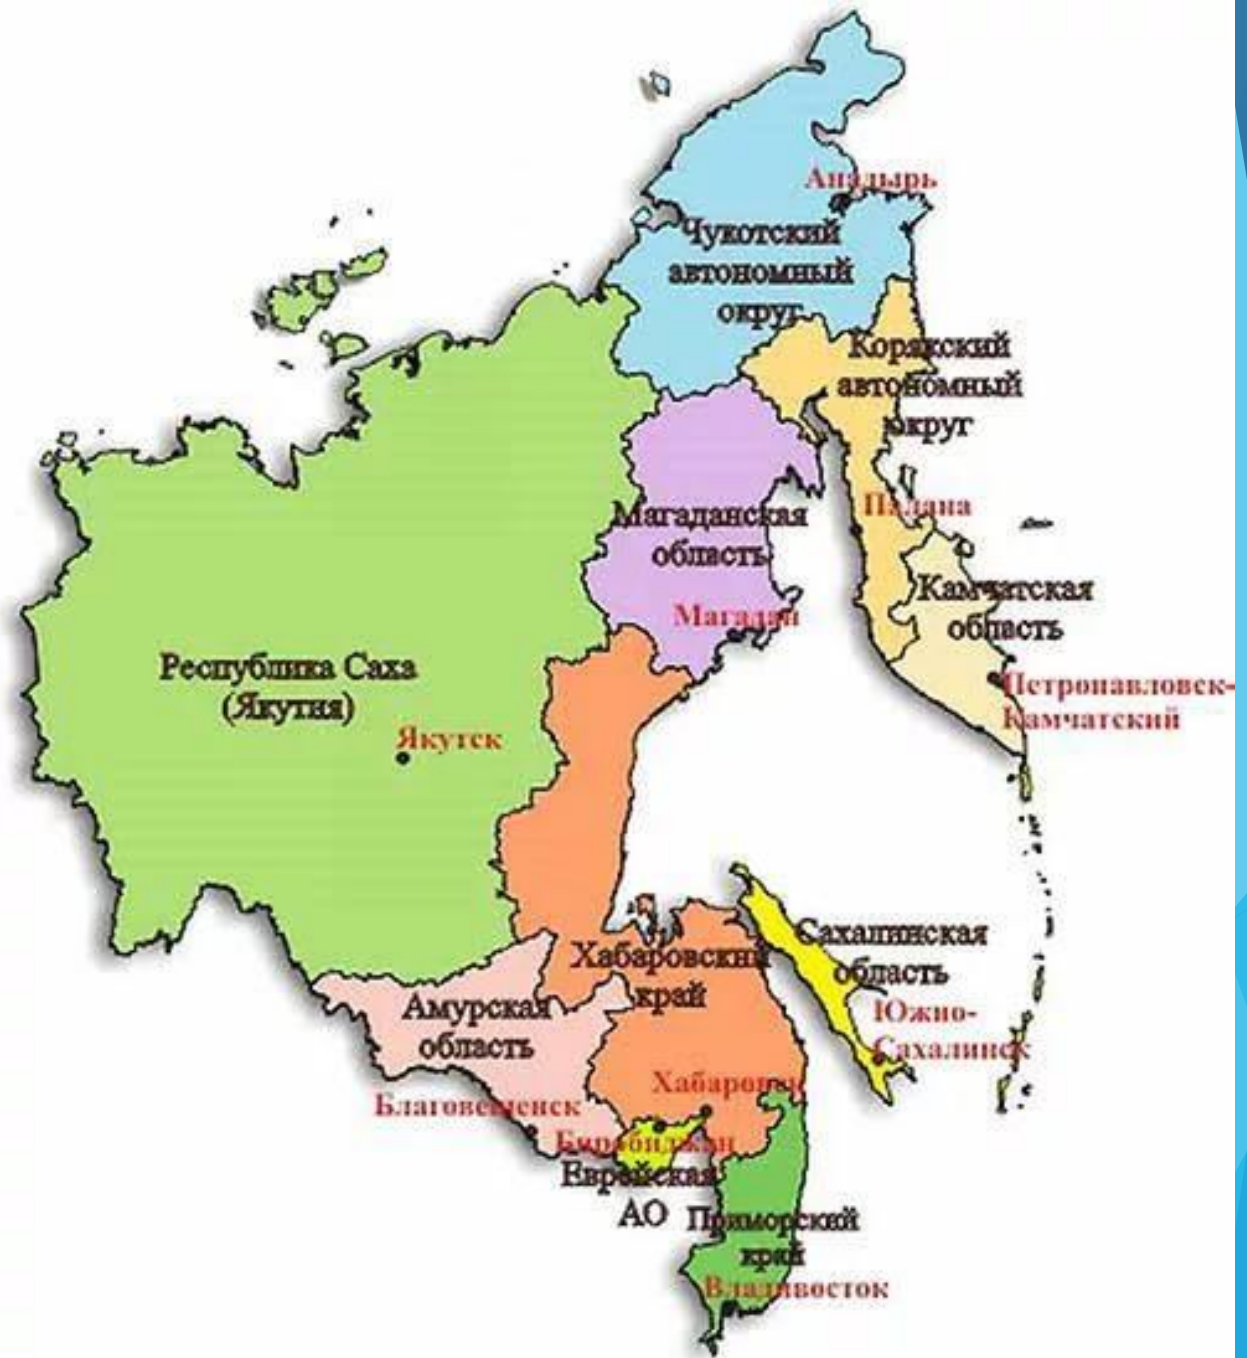 Анадырь
Чукотский
автономный
округ
Корякский
автономный
округ
Палана
Магаданская
область
Магадан
Камчатская
область
Петропавловск-
Камчатский
Республика Саха
(Якутия)
Якутск
Сахалинская
область
Южно-
Сахалинск
Хабаровский
край
Амурская
область
Хабаровск
Благовещенск
Биробиджан
Еврейская
АО
Приморский
край
Владивосток